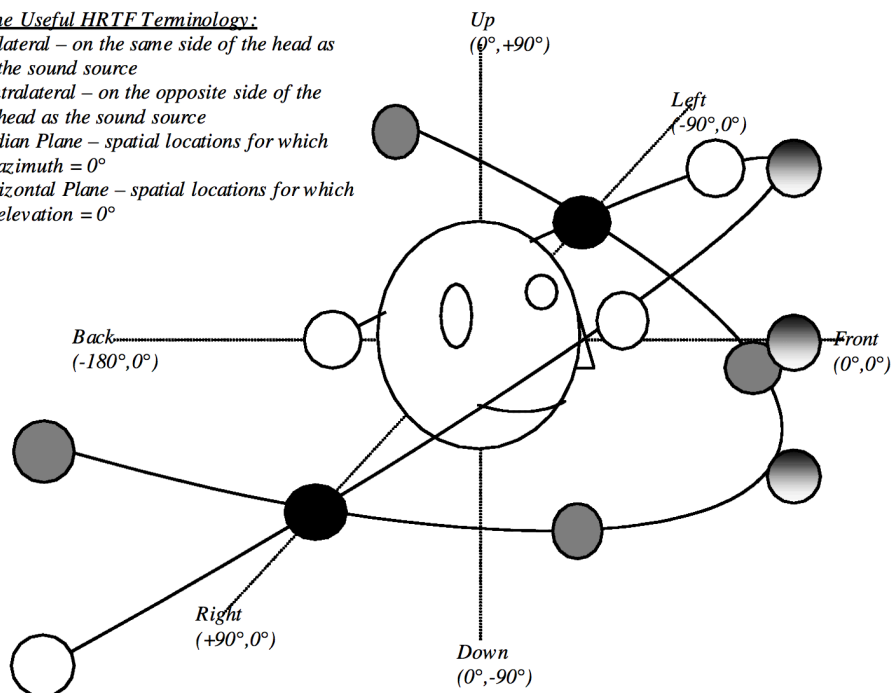 ne Useful HRTF Terminology:
lateral – on the same side of the head as
the sound source
ntralateral – on the opposite side of the
head as the sound source
dian Plane – spatial locations for which
azimuth = 0°
izontal Plane – spatial locations for which
elevation = 0°
Up
(0°,+90°)
Left
(-90°,0°)
Back
(-180°,0°)
Front
(0°,0°)
Right
(+90°,0°)
Down
(0°,-90°)